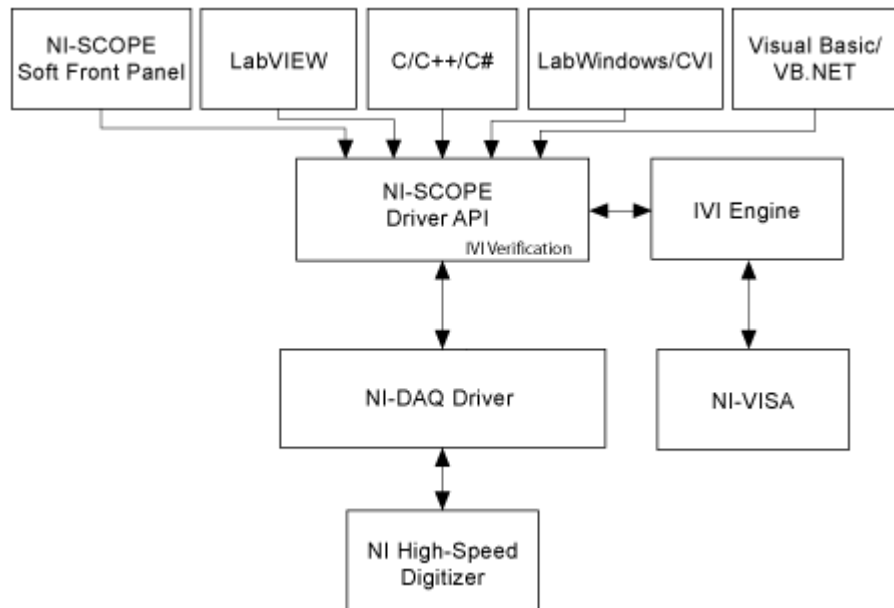 NI-SCOPE
Soft Front Panel
LabVIEW
C/C++/C#
LabWindows/CVI
Visual Basic/
VB.NET
NI-SCOPE
Driver API
IVI Verification
IVI Engine
NI-DAQ Driver
NI-VISA
NI High-Speed
Digitizer